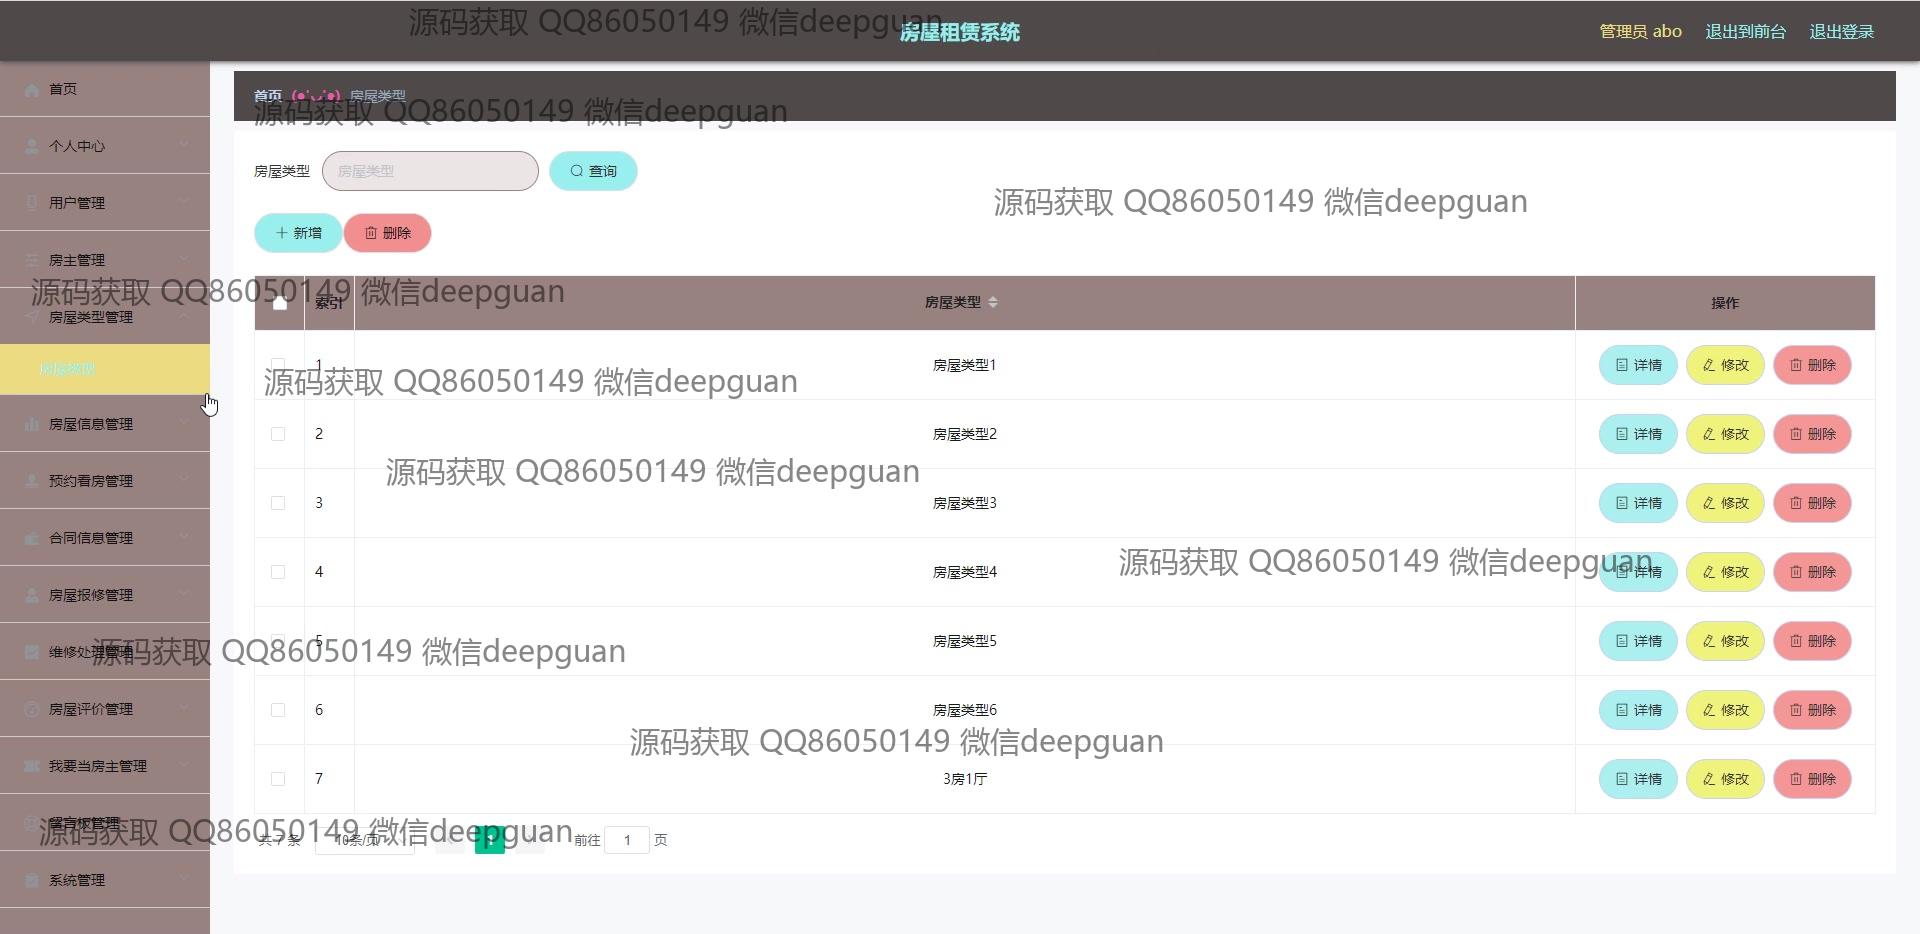 源码获取 QQ86050149 微信deepguan
房屋租赁系统
管理员 abo 退出到前台 退出登录
首页
个人中心
用户管理
房主管理
房屋类型管理
房屋类型
房屋信息管理
预约看房管理
合同信息管理
房屋报修管理
维修处理管理
房屋评价管理
我要当房主管理
留言板管理
系统管理
首页 (●'◡'●) 房屋类型
源码获取 QQ86050149 微信deepguan
房屋类型 房屋类型 查询
源码获取 QQ86050149 微信deepguan
新增 删除
源码获取 QQ86050149 微信deepguan
索引 房屋类型 操作
1 房屋类型1 详情 修改 删除
源码获取 QQ86050149 微信deepguan
2 房屋类型2 详情 修改 删除
源码获取 QQ86050149 微信deepguan
3 房屋类型3 详情 修改 删除
源码获取 QQ86050149 微信deepguan
4 房屋类型4 详情 修改 删除
5 房屋类型5 详情 修改 删除
源码获取 QQ86050149 微信deepguan
6 房屋类型6 详情 修改 删除
源码获取 QQ86050149 微信deepguan
7 3房1厅 详情 修改 删除
源码获取 QQ86050149 微信deepguan
共 7 条 10条/页 1 前往 1 页